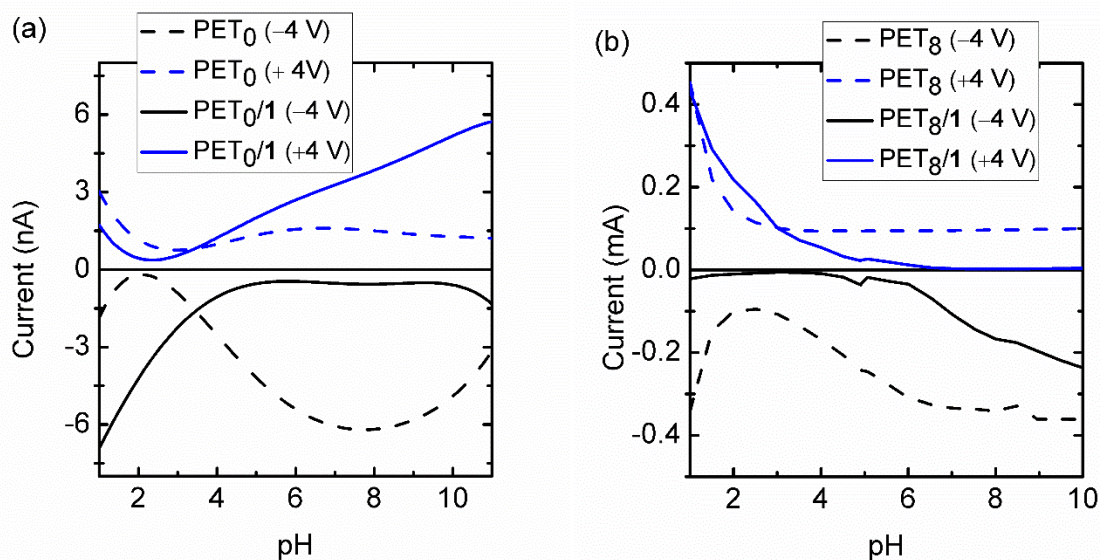 (a)
PET0 (−4 V)
PET0 (+ 4V)
PET0/1 (−4 V)
PET0/1 (+4 V)
6
3
0
-3
-6
Current (nA)
2 4 6 8 10
pH
(b)
PET8 (−4 V)
PET8 (+4 V)
PET8/1 (−4 V)
PET8/1 (+4 V)
0.4
0.2
0.0
-0.2
-0.4
Current (mA)
2 4 6 8 10
pH